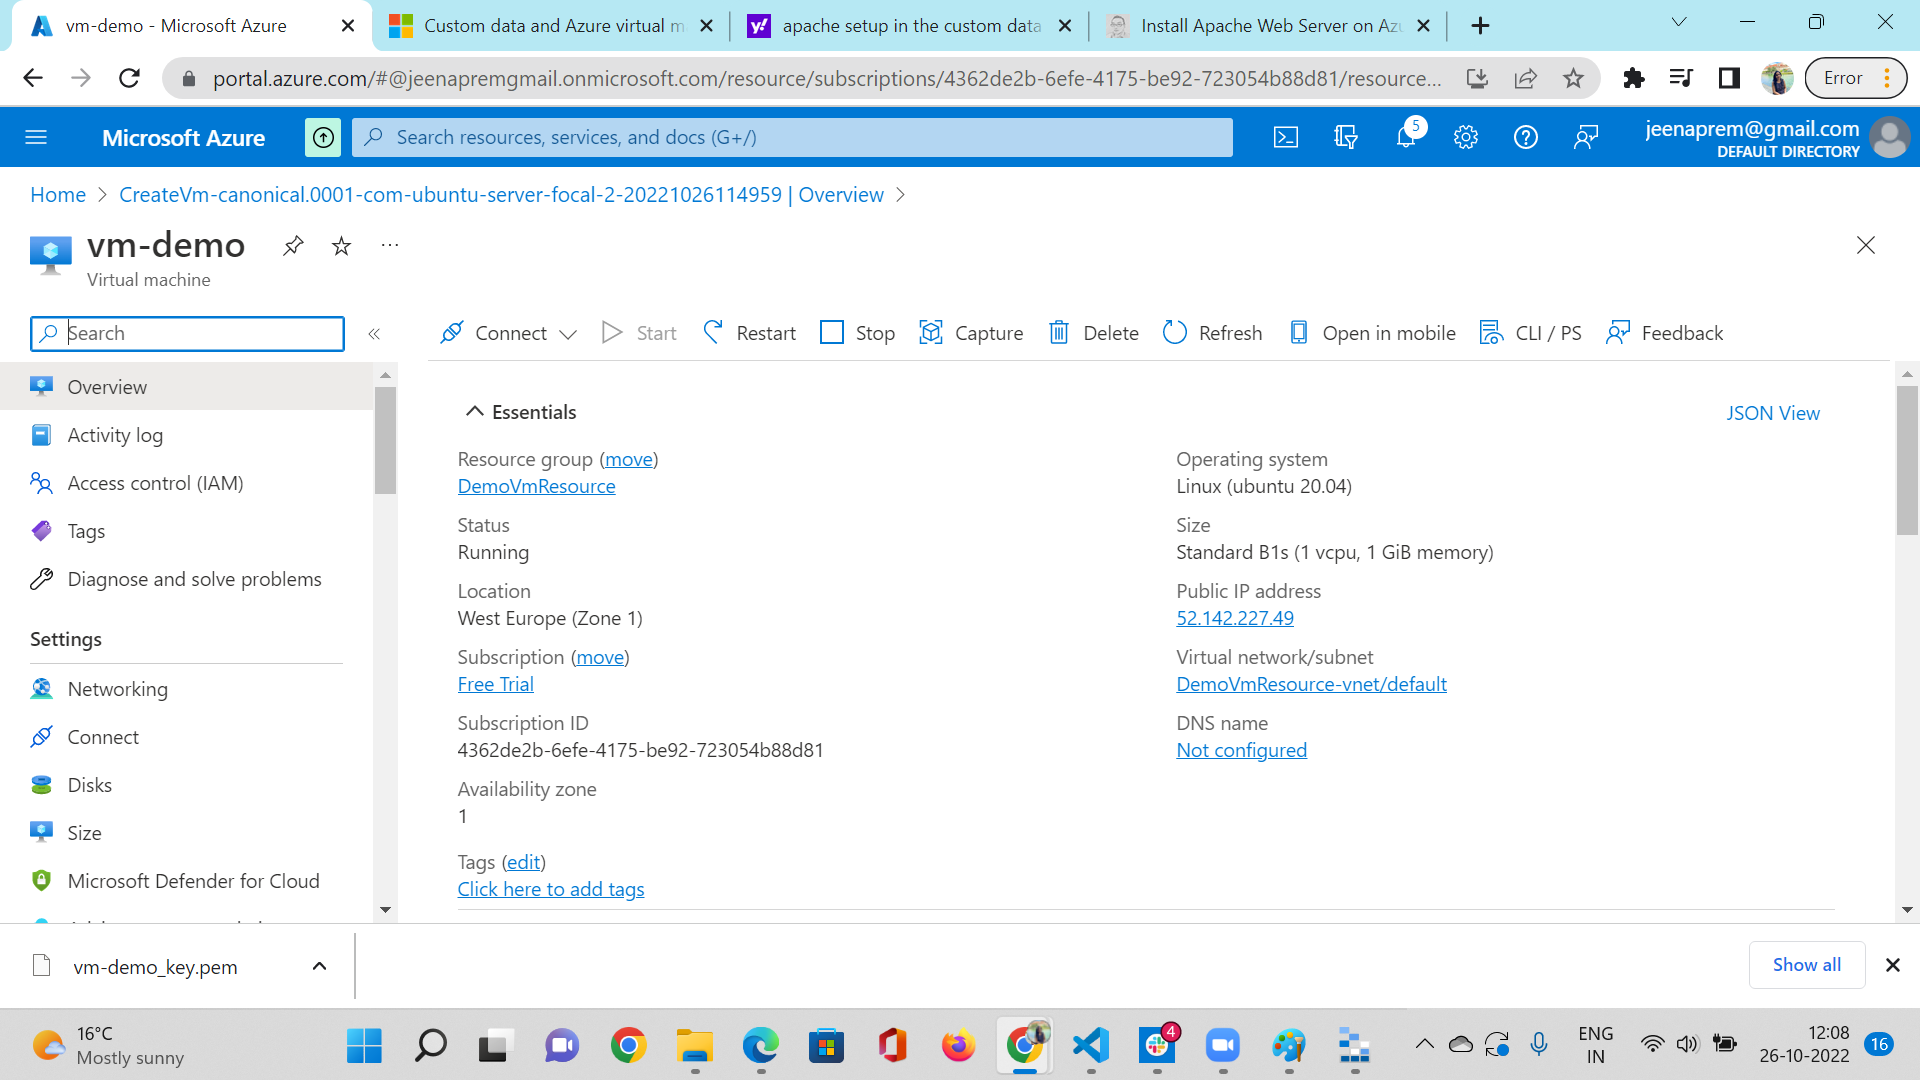 vm-demo - Microsoft Azure
Custom data and Azure virtual m
apache setup in the custom data
Install Apache Web Server on Azu
portal.azure.com/#@jeenapremgmail.onmicrosoft.com/resource/subscriptions/4362de2b-6efe-4175-be92-723054b88d81/resource...
Error
Microsoft Azure
Search resources, services, and docs (G+/)
5
jeenaprem@gmail.com
DEFAULT DIRECTORY
Home
CreateVm-canonical.0001-com-ubuntu-server-focal-2-20221026114959 | Overview
vm-demo
Virtual machine
Search
Connect
Start
Restart
Stop
Capture
Delete
Refresh
Open in mobile
CLI / PS
Feedback
Overview
Activity log
Access control (IAM)
Tags
Diagnose and solve problems
Settings
Networking
Connect
Disks
Size
Microsoft Defender for Cloud
Essentials
JSON View
Resource group (move)
DemoVmResource
Status
Running
Location
West Europe (Zone 1)
Subscription (move)
Free Trial
Subscription ID
4362de2b-6efe-4175-be92-723054b88d81
Availability zone
1
Tags (edit)
Click here to add tags
Operating system
Linux (ubuntu 20.04)
Size
Standard B1s (1 vcpu, 1 GiB memory)
Public IP address
52.142.227.49
Virtual network/subnet
DemoVmResource-vnet/default
DNS name
Not configured
vm-demo_key.pem
Show all
16°C
Mostly sunny
4
ENG
IN
12:08
26-10-2022
16